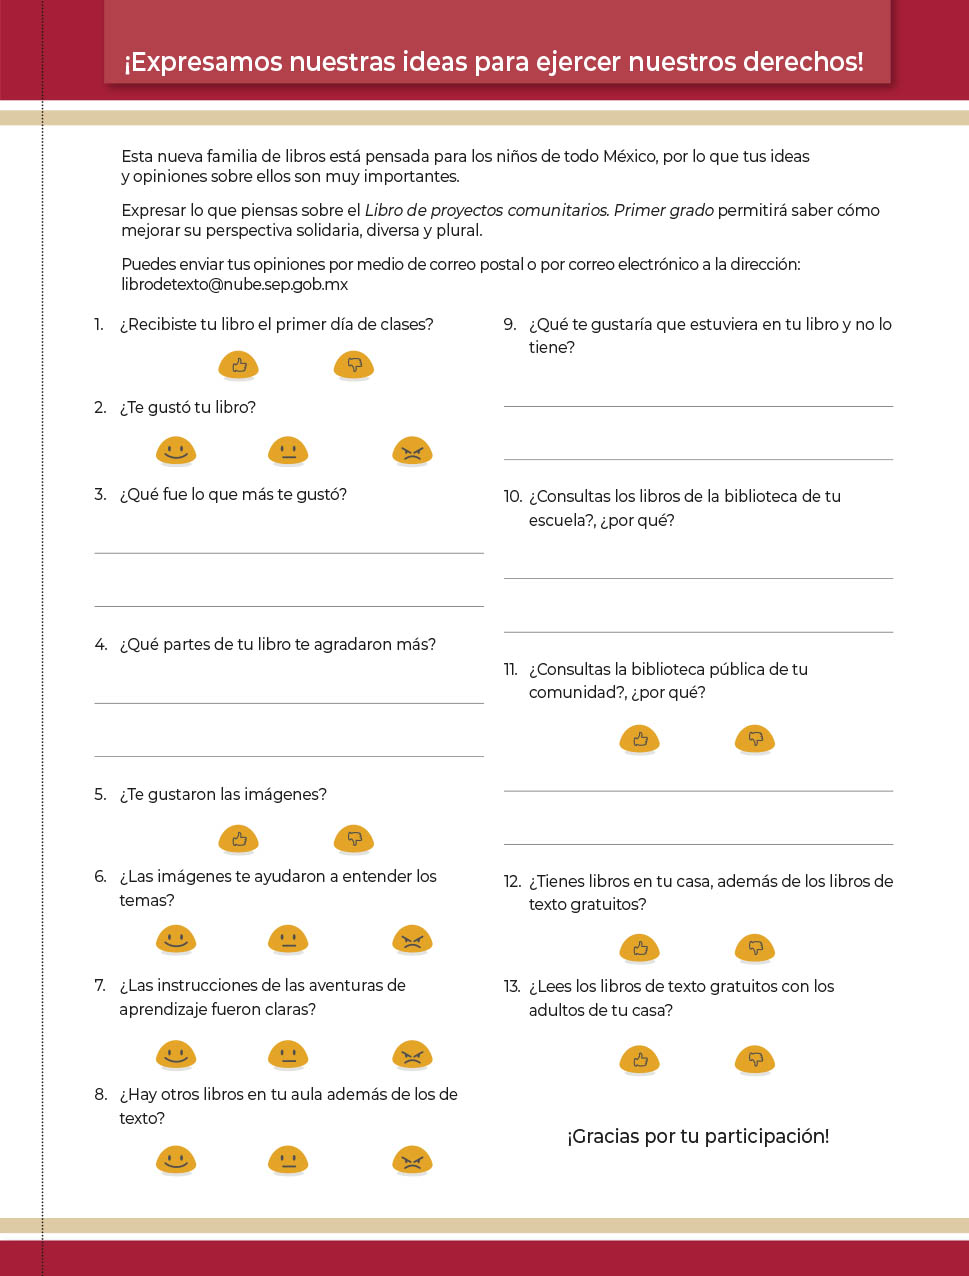 ¡Expresamos nuestras ideas para ejercer nuestros derechos!
Esta nueva familia de libros está pensada para los niños de todo México, por lo que tus ideas
y opiniones sobre ellos son muy importantes.
Expresar lo que piensas sobre el Libro de proyectos comunitarios. Primer grado permitirá saber cómo
mejorar su perspectiva solidaria, diversa y plural.
Puedes enviar tus opiniones por medio de correo postal o por correo electrónico a la dirección:
librodetexto@nube.sep.gob.mx
1. ¿Recibiste tu libro el primer día de clases?
2. ¿Te gustó tu libro?
3. ¿Qué fue lo que más te gustó?
4. ¿Qué partes de tu libro te agradaron más?
5. ¿Te gustaron las imágenes?
6. ¿Las imágenes te ayudaron a entender los
temas?
7. ¿Las instrucciones de las aventuras de
aprendizaje fueron claras?
8. ¿Hay otros libros en tu aula además de los de
texto?
9. ¿Qué te gustaría que estuviera en tu libro y no lo
tiene?
10. ¿Consultas los libros de la biblioteca de tu
escuela?, ¿por qué?
11. ¿Consultas la biblioteca pública de tu
comunidad?, ¿por qué?
12. ¿Tienes libros en tu casa, además de los libros de
texto gratuitos?
13. ¿Lees los libros de texto gratuitos con los
adultos de tu casa?
¡Gracias por tu participación!